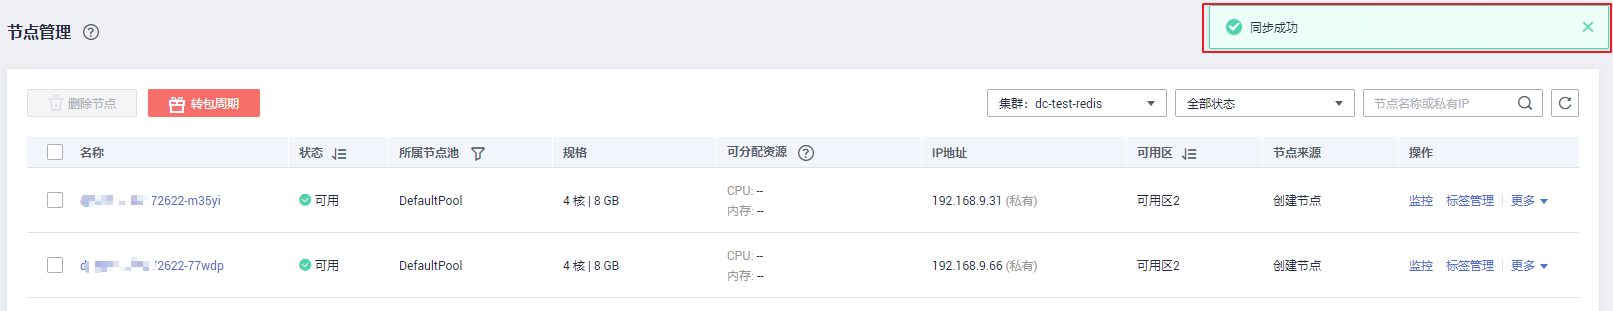 节点管理
同步成功
删除节点 转包周期 集群：dc-test-redis 全部状态 节点名称或私有IP
名称 状态 所属节点池 规格 可分配资源 IP地址 可用区 节点来源 操作
72622-m35yi 可用 DefaultPool 4 核 | 8 GB CPU: -- 192.168.9.31 (私有) 可用区2 创建节点 监控 标签管理 更多
内存: --
72622-77wdp 可用 DefaultPool 4 核 | 8 GB CPU: -- 192.168.9.66 (私有) 可用区2 创建节点 监控 标签管理 更多
内存: --